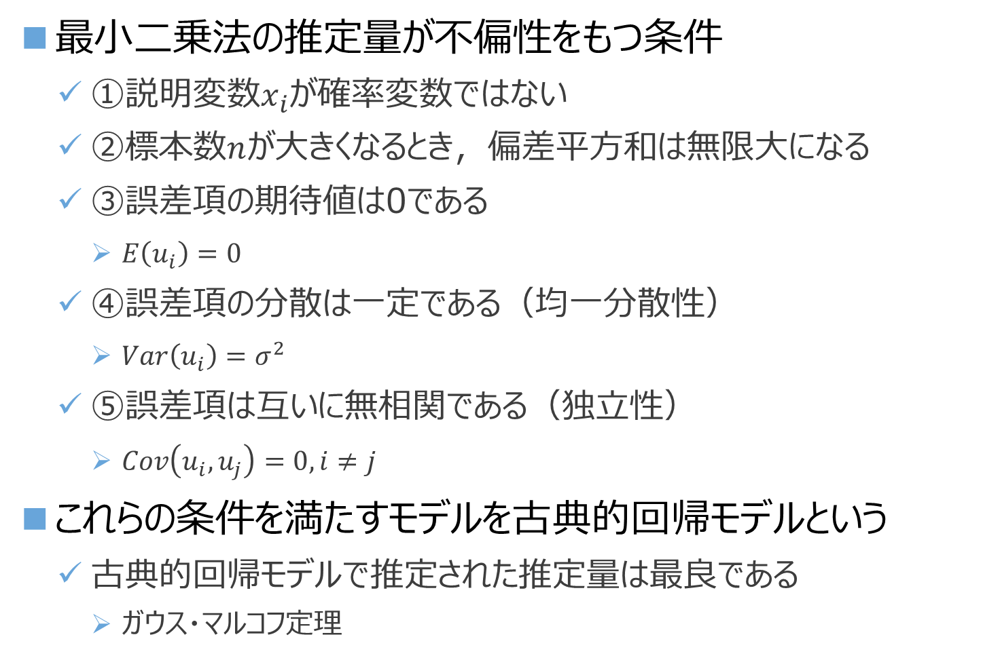 最小二乗法の推定量が不偏性をもつ条件
①説明変数xᵢが確率変数ではない
②標本数nが大きくなるとき，偏差平方和は無限大になる
③誤差項の期待値は0である
E(uᵢ) = 0
④誤差項の分散は一定である（均一分散性）
Var(uᵢ) = σ²
⑤誤差項は互いに無相関である（独立性）
Cov(uᵢ, uⱼ) = 0, i ≠ j
これらの条件を満たすモデルを古典的回帰モデルという
古典的回帰モデルで推定された推定量は最良である
ガウス・マルコフ定理